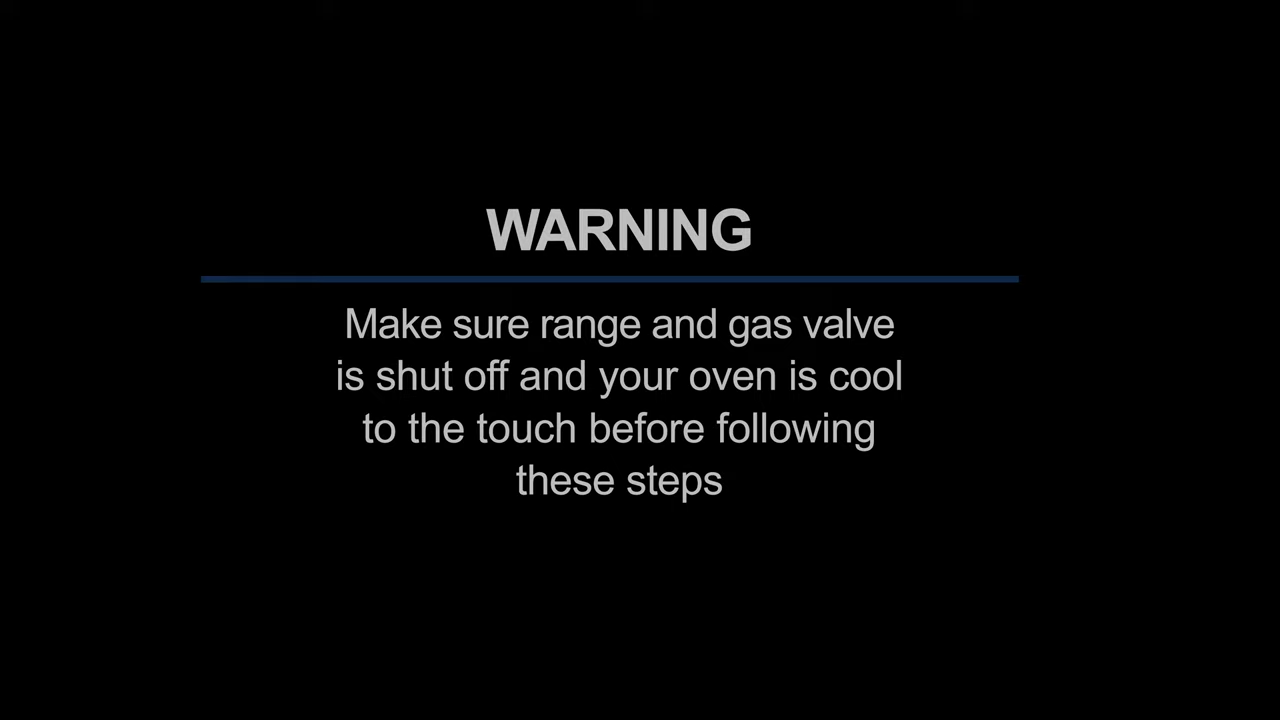 WARNING
Make sure range and gas valve
is shut off and your oven is cool
to the touch before following
these steps